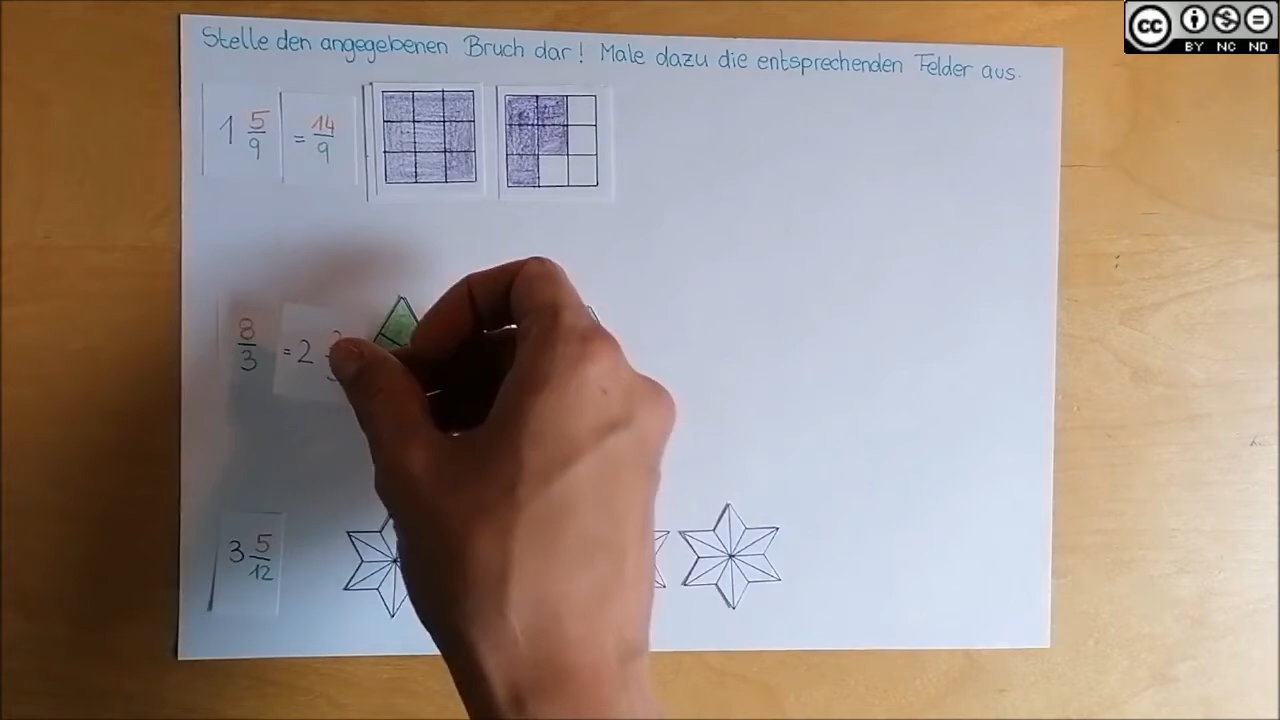 Stelle den angegebenen Bruch dar! Male dazu die entsprechenden Felder aus.
1 5/9 = 14/9
8/3 = 2
3 5/12
cc BY NC ND